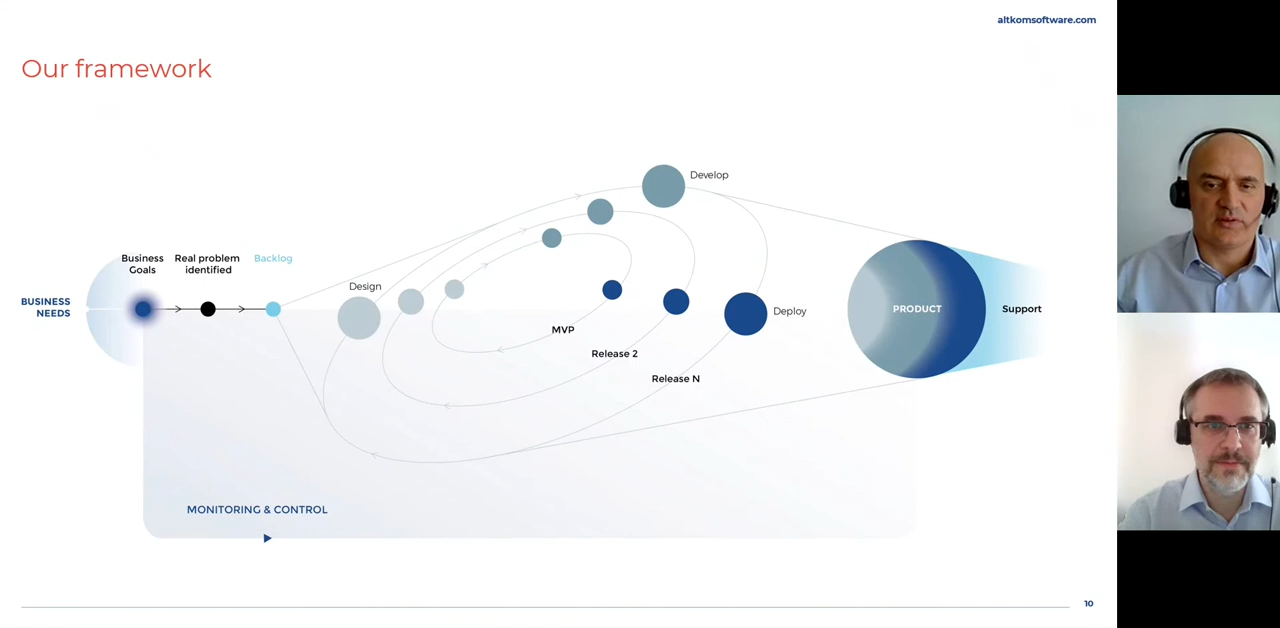 altkomsoftware.com
Our framework
Develop
Business
Goals
Real problem
identified
Backlog
Design
BUSINESS
NEEDS
PRODUCT
Support
Deploy
MVP
Release 2
Release N
MONITORING & CONTROL
10